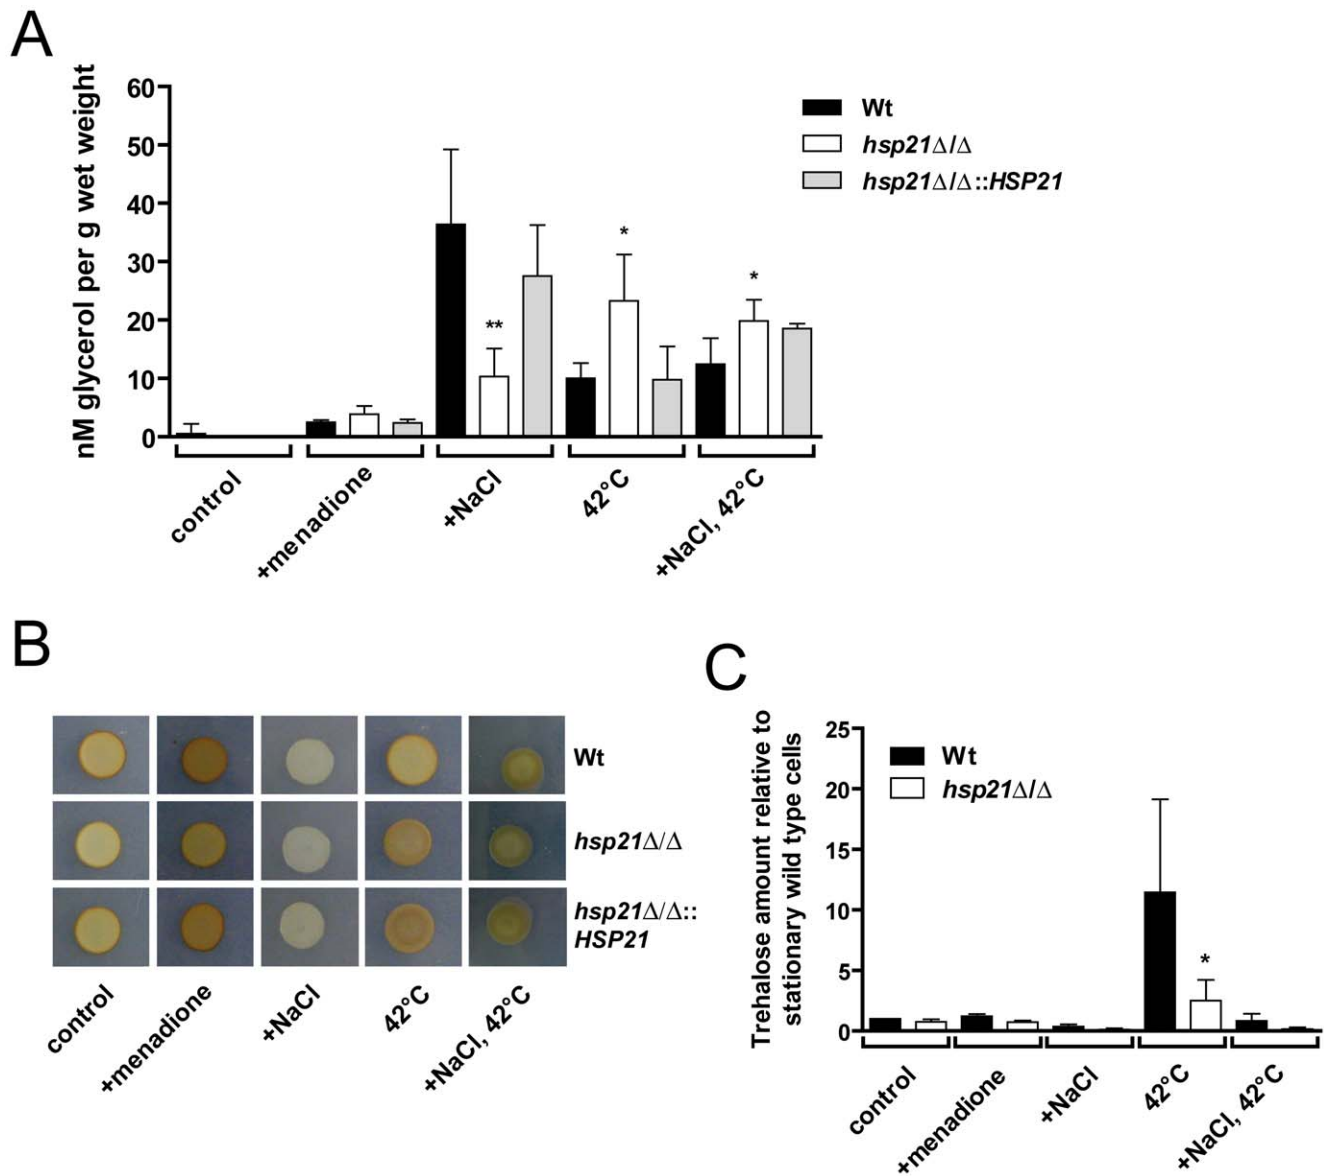 A
nM glycerol per g wet weight
60
50
40
30
20
10
0
Wt
hsp21Δ/Δ
hsp21Δ/Δ::HSP21
**
*
*
control
+menadione
+NaCl
42°C
+NaCl, 42°C
B
Wt
hsp21Δ/Δ
hsp21Δ/Δ::
HSP21
control
+menadione
+NaCl
42°C
+NaCl, 42°C
C
Trehalose amount relative to
stationary wild type cells
25
20
15
10
5
0
Wt
hsp21Δ/Δ
*
control
+menadione
+NaCl
42°C
+NaCl, 42°C